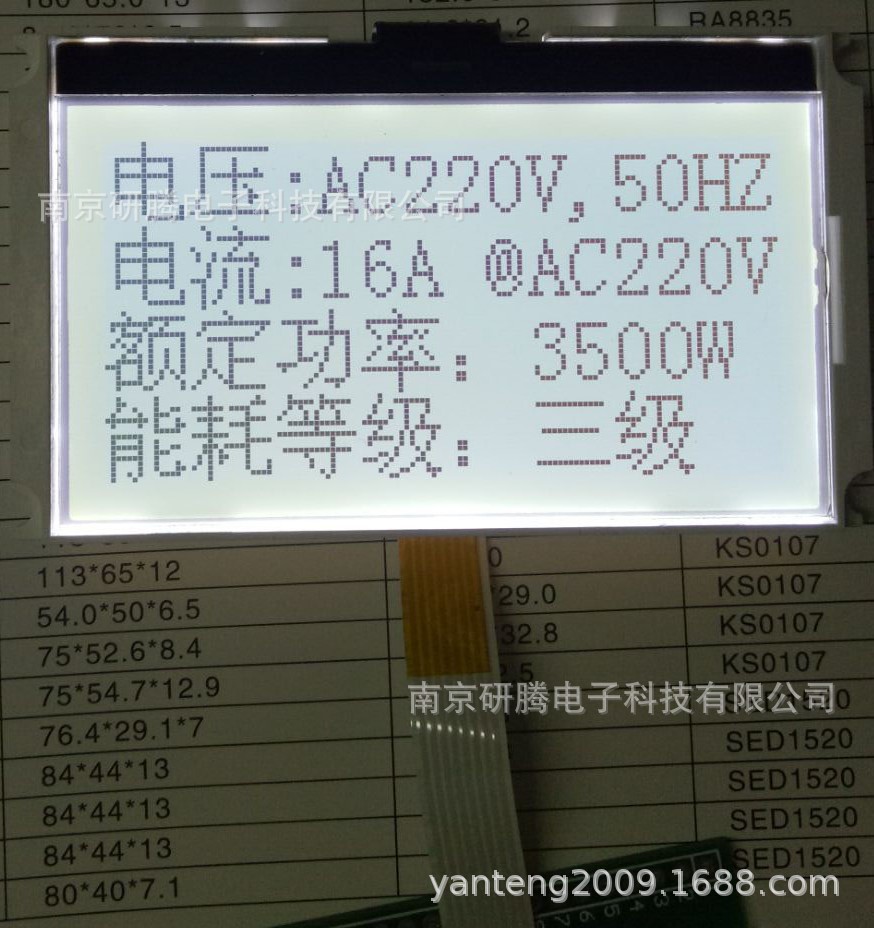 RA8835
电压:AC220V,50HZ
南京研腾电子科技有限公司
电流:16A @AC220V
额定功率: 3500W
能耗等级: 三级
KS0107
113*65*12
29.0 KS0107
54.0*50*6.5
32.8 KS0107
75*52.6*8.4
KS0107
75*54.7*12.9
南京研腾电子科技有限公司
SED1520
76.4*29.1*7
SED1520
84*44*13
SED1520
84*44*13
SED1520
84*44*13
SED1520
80*40*7.1
yanteng2009.1688.com